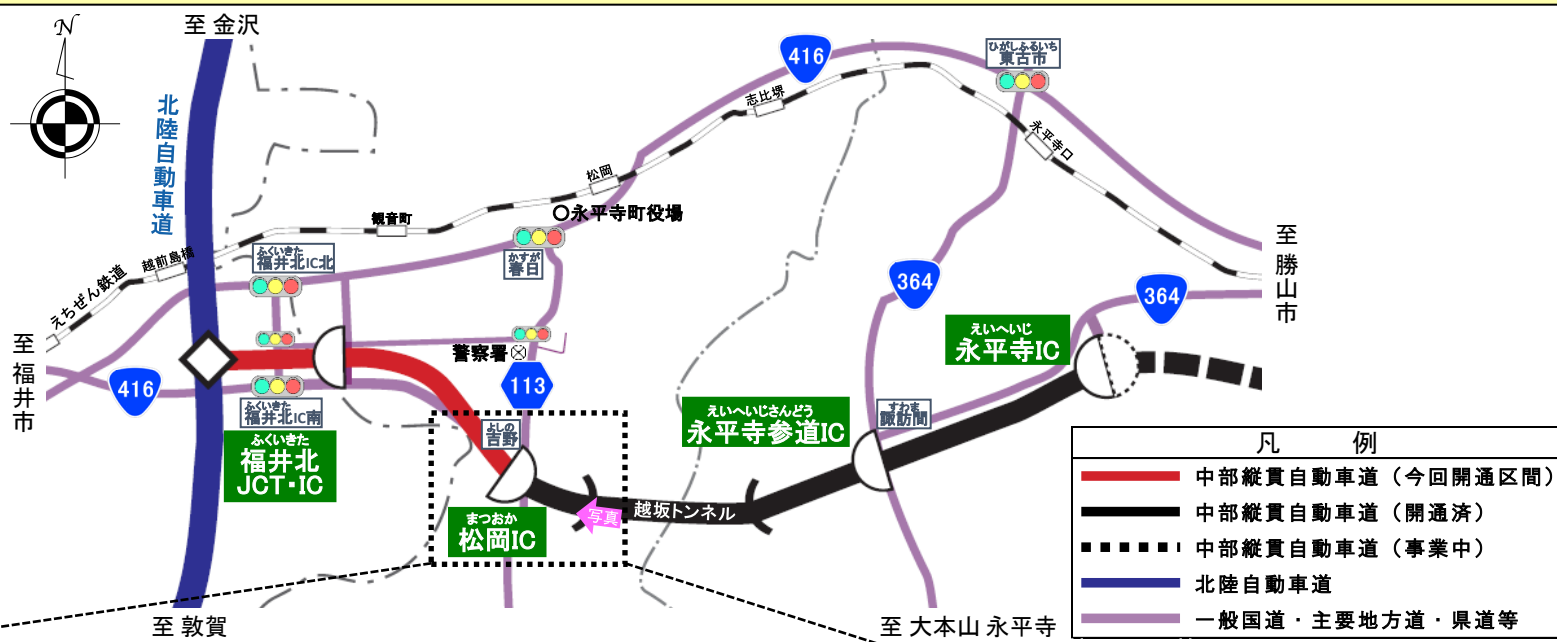 N
至 金沢
北陸自動車道
416
ひがしふるいち
東古市
志比堺
永平寺口
松岡
○永平寺町役場
観音町
越前島橋
えちぜん鉄道
ふくいきた
福井北IC北
かすが
春日
至 福井市
416
ふくいきた
福井北IC南
ふくいきた
福井北
JCT・IC
警察署
113
よしの
吉野
まつおか
松岡IC
写真
越坂トンネル
えいへいじさんどう
永平寺参道IC
すわま
諏訪間
364
えいへいじ
永平寺IC
364
至 勝山市
至 敦賀
至 大本山 永平寺
凡 例
中部縦貫自動車道（今回開通区間）
中部縦貫自動車道（開通済）
中部縦貫自動車道（事業中）
北陸自動車道
一般国道・主要地方道・県道等